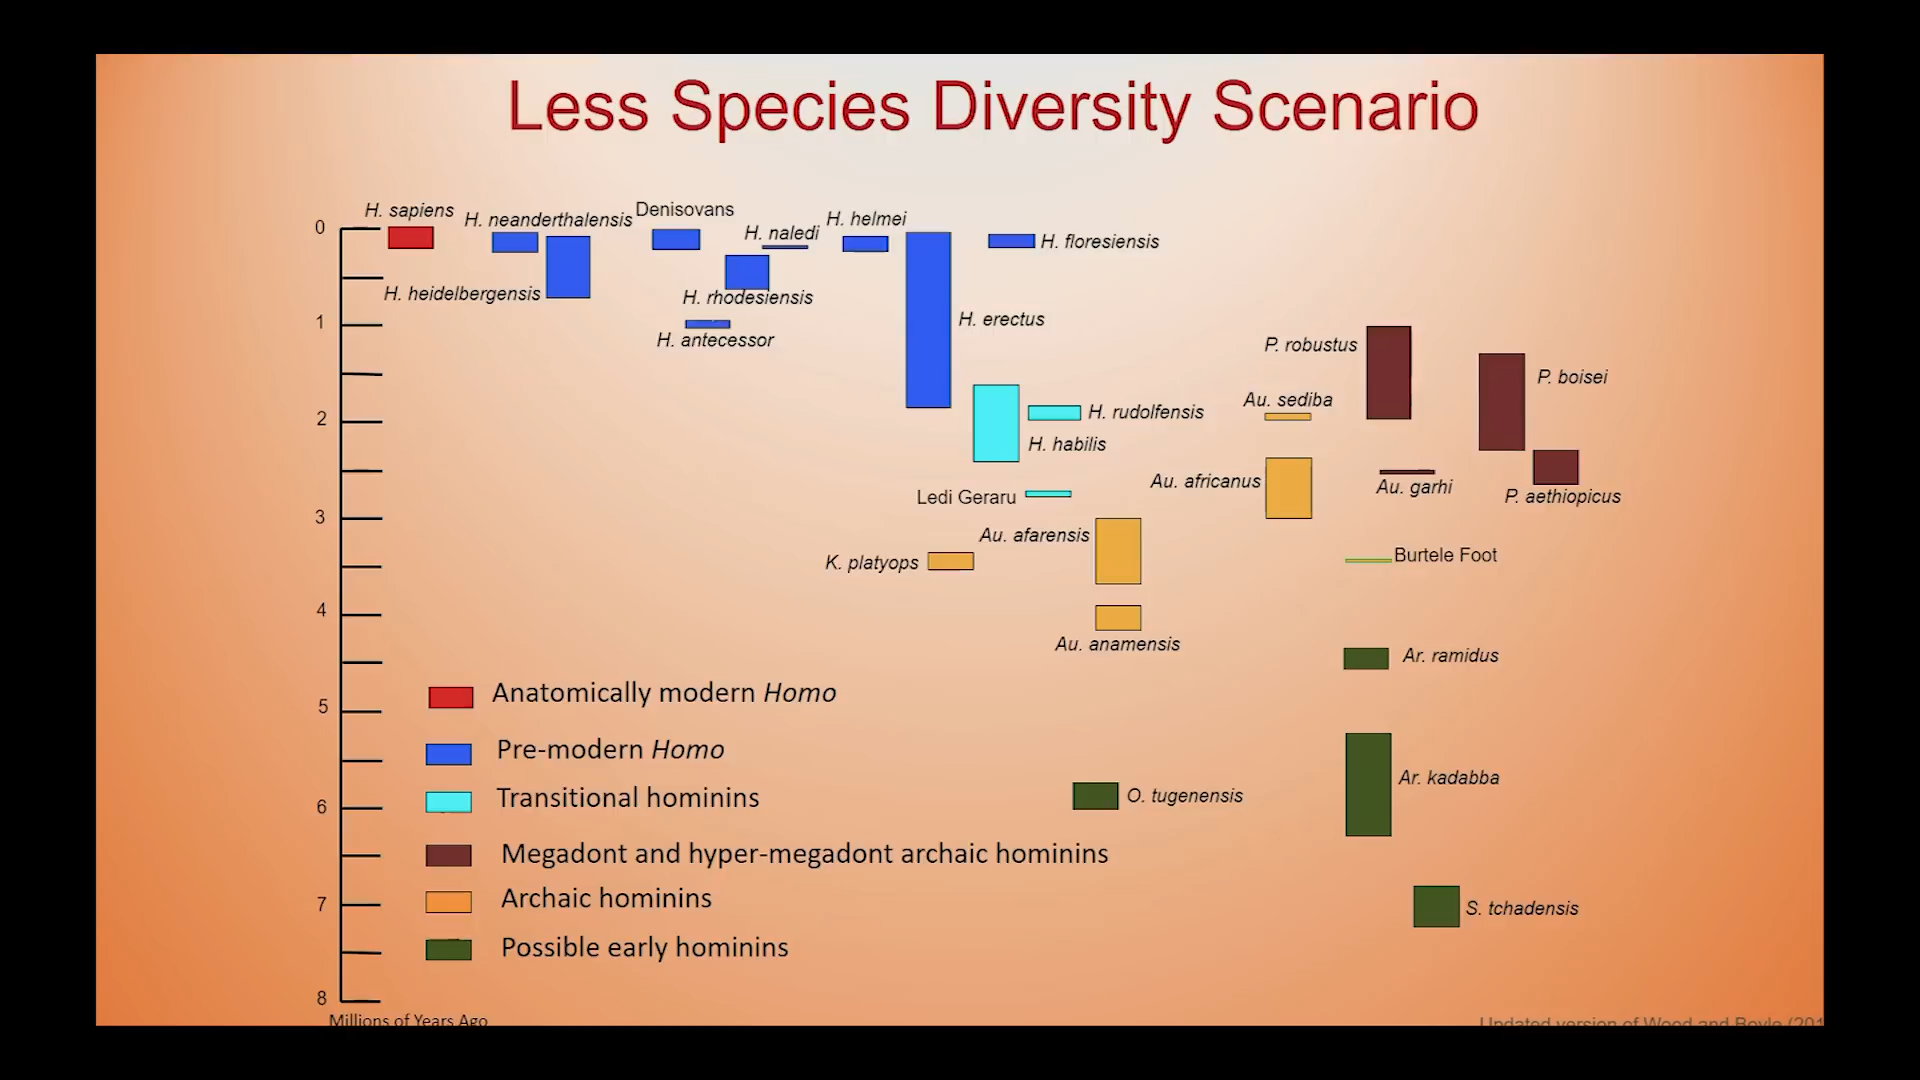 Less Species Diversity Scenario
H. sapiens
H. neanderthalensis
Denisovans
H. naledi
H. helmei
H. floresiensis
H. heidelbergensis
H. rhodesiensis
H. antecessor
H. erectus
P. robustus
P. boisei
Au. sediba
H. rudolfensis
H. habilis
Au. africanus
Au. garhi
P. aethiopicus
Ledi Geraru
Au. afarensis
K. platyops
Burtele Foot
Au. anamensis
Ar. ramidus
Ar. kadabba
O. tugenensis
S. tchadensis
0
1
2
3
4
5
6
7
8
Anatomically modern Homo
Pre-modern Homo
Transitional hominins
Megadont and hyper-megadont archaic hominins
Archaic hominins
Possible early hominins
Millions of Years Ago
Updated version of Wood and Boyle